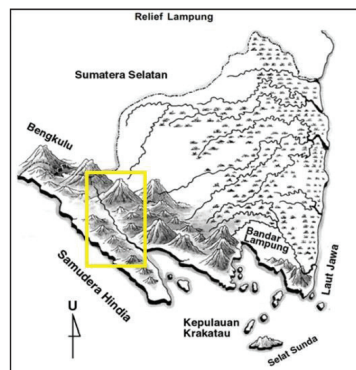 Relief Lampung
Sumatera Selatan
Bengkulu
Bandar
Lampung
Laut Jawa
Samudera Hindia
U
Kepulauan
Krakatau
Selat Sunda